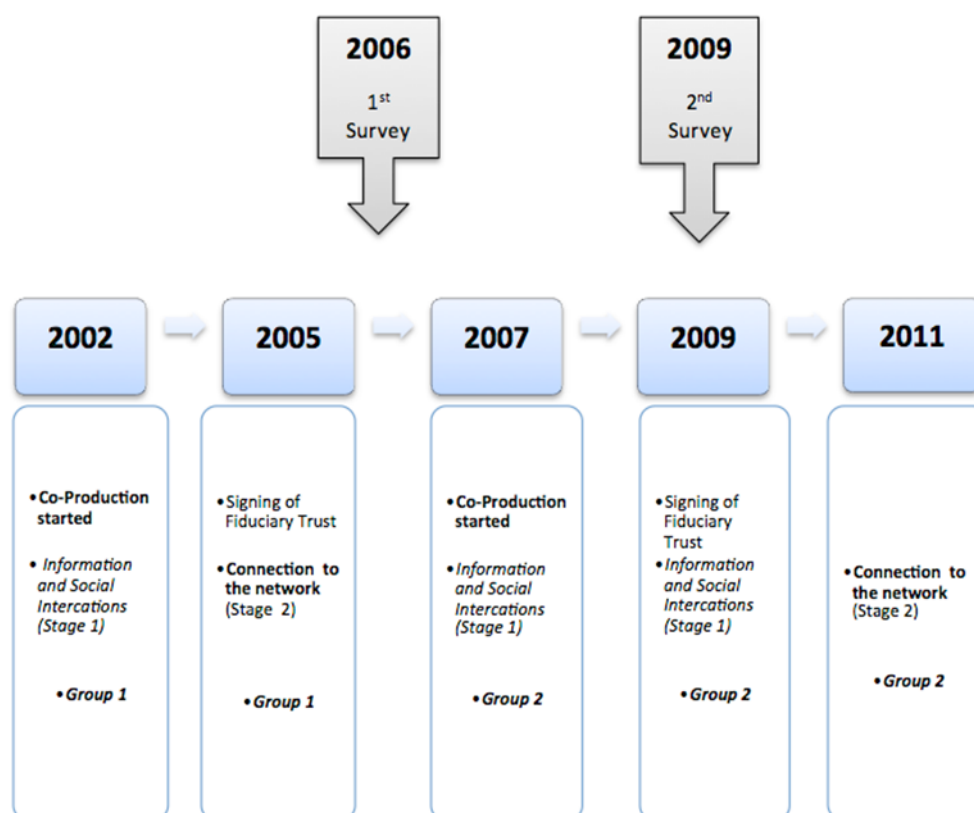 2006
1st
Survey
2009
2nd
Survey
2002
2005
2007
2009
2011
•Co-Production
started
• Information
and Social
Intercations
(Stage 1)
•Group 1
•Signing of
Fiduciary Trust
•Connection to
the network
(Stage 2)
•Group 1
•Co-Production
started
•Information
and Social
Intercations
(Stage 1)
•Group 2
•Signing of
Fiduciary
Trust
•Information
and Social
Intercations
(Stage 1)
•Group 2
•Connection to
the network
(Stage 2)
•Group 2